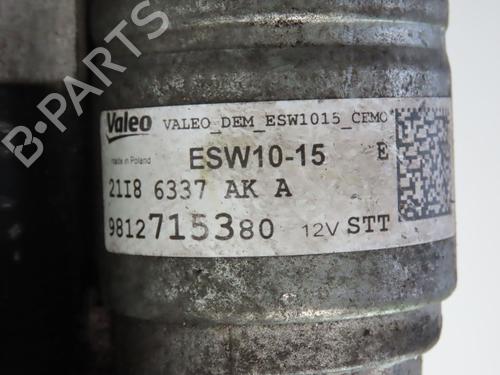 Valeo VALEO_DEM_ESW1015_CEMO
made in Poland ESW10-15 E
21I8 6337 AK A
9812715380 12V STT
B-PARTS